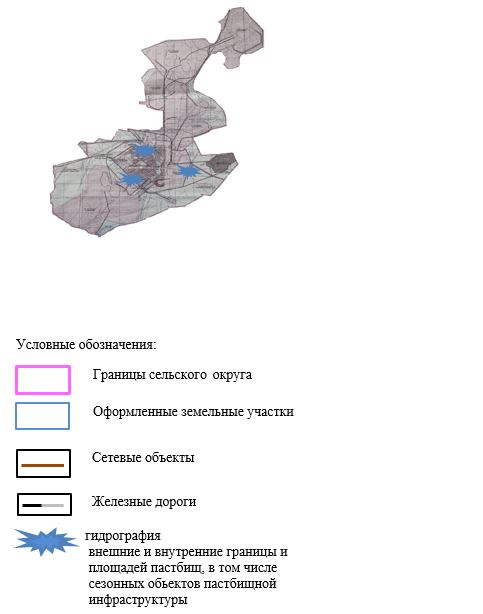 Условные обозначения:
Границы сельского округа
Оформленные земельные участки
Сетевые объекты
Железные дороги
гидрография
внешние и внутренние границы и
площадей пастбищ, в том числе
сезонных обьектов пастбищной
инфраструктуры